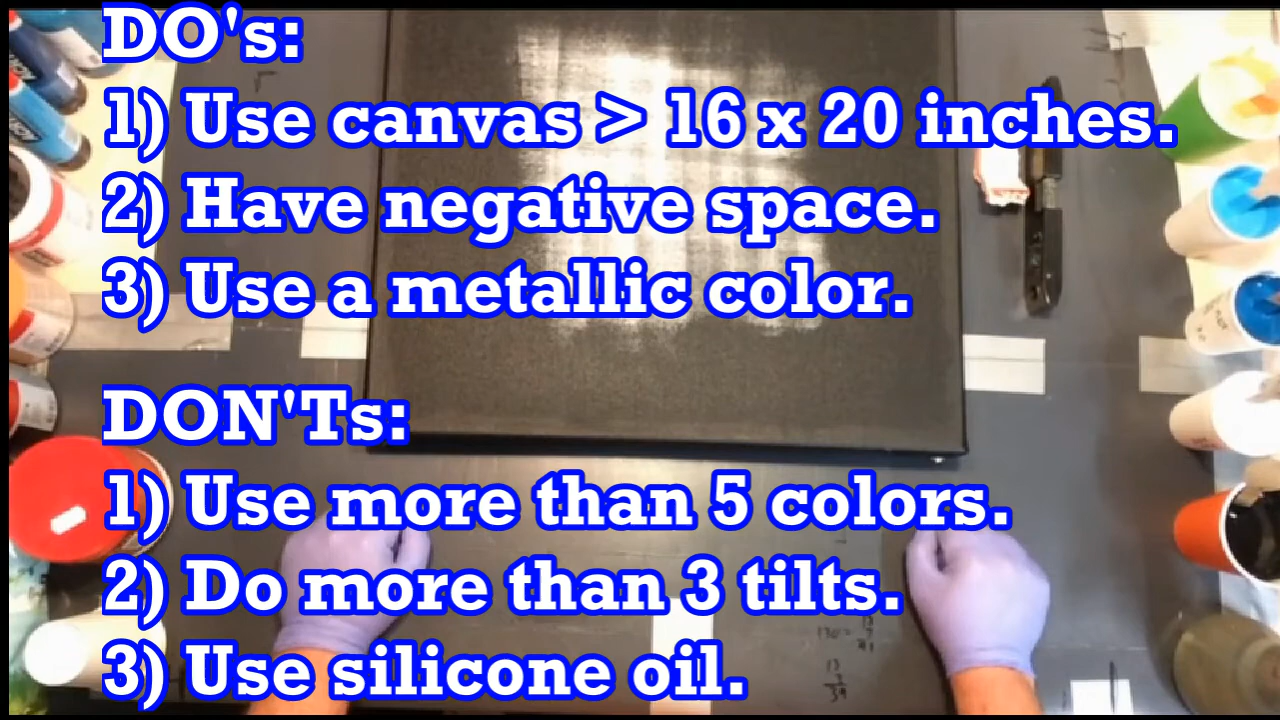 DO's:
1) Use canvas > 16 x 20 inches.
2) Have negative space.
3) Use a metallic color.
DON'Ts:
1) Use more than 5 colors.
2) Do more than 3 tilts.
3) Use silicone oil.